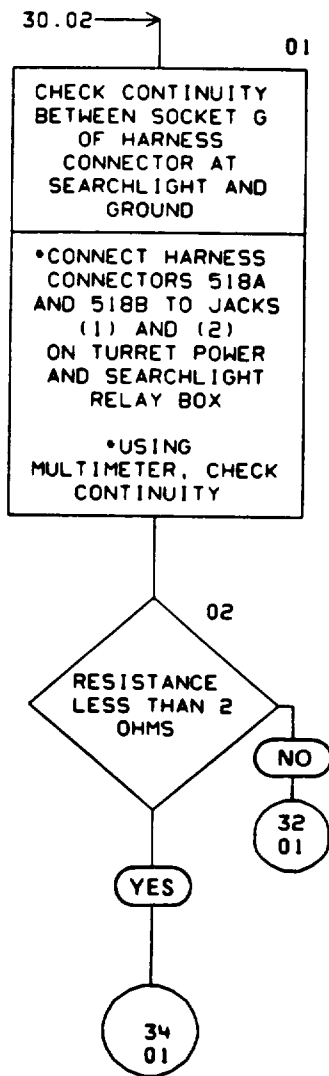 30.02
01
CHECK CONTINUITY
BETWEEN SOCKET G
OF HARNESS
CONNECTOR AT
SEARCHLIGHT AND
GROUND
•CONNECT HARNESS
CONNECTORS 518A
AND 518B TO JACKS
(1) AND (2)
ON TURRET POWER
AND SEARCHLIGHT
RELAY BOX
•USING
MULTIMETER, CHECK
CONTINUITY
02
RESISTANCE
LESS THAN 2
OHMS
NO
32
01
YES
34
01